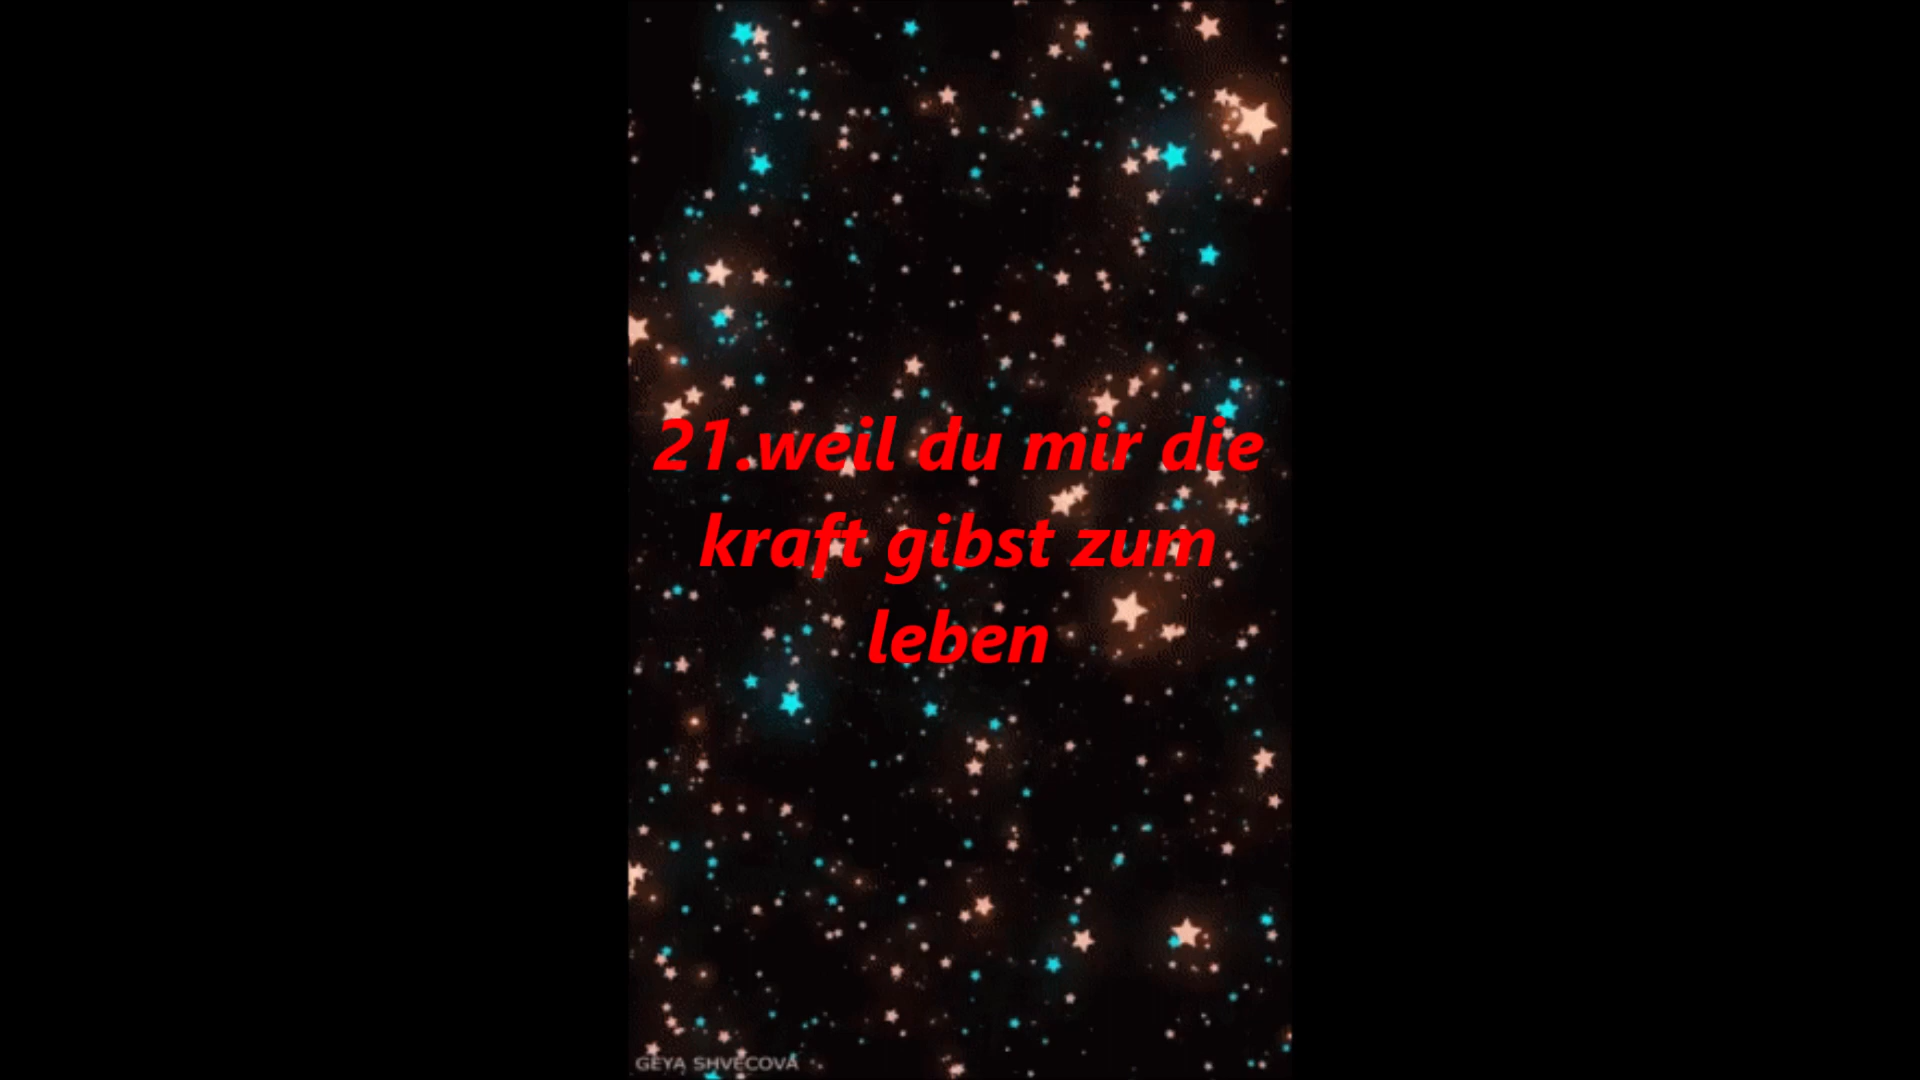 21.weil du mir die
kraft gibst zum
leben
GEYA SHVECOVA